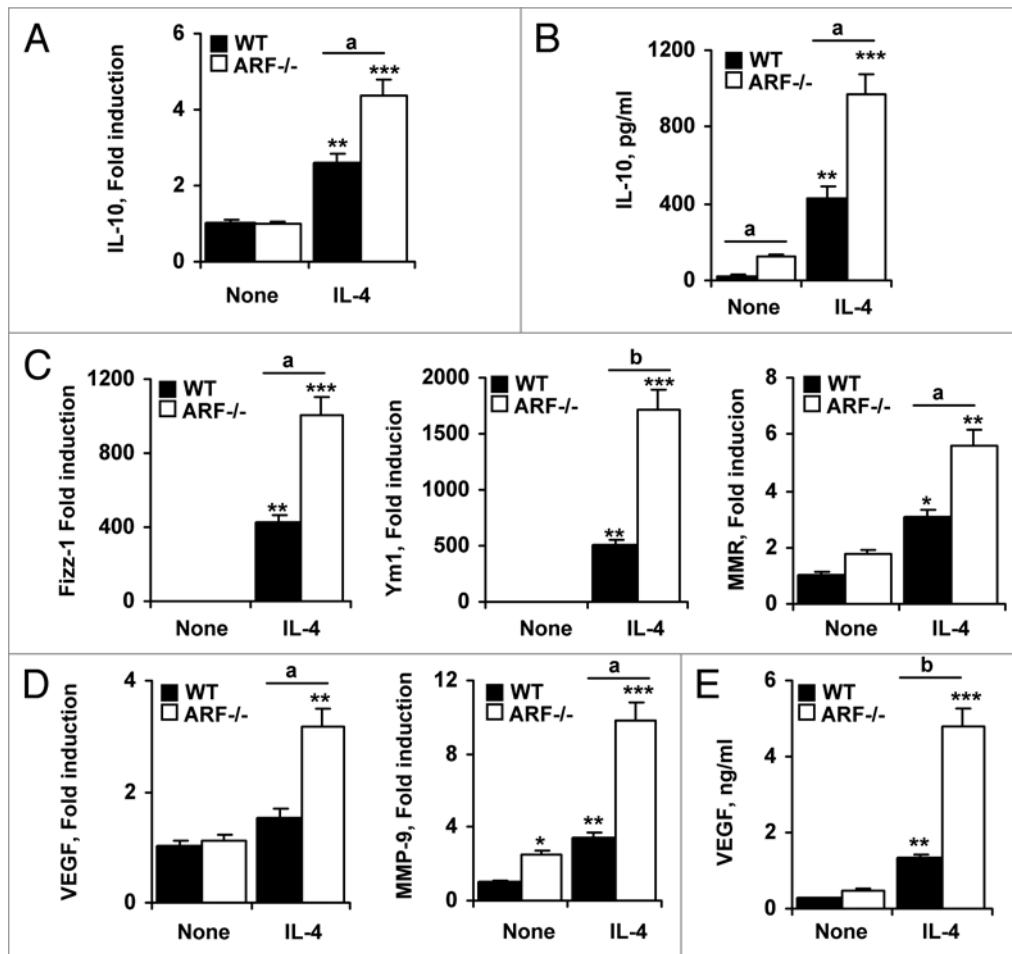 A
IL-10, Fold induction
6
4
2
0
WT
ARF-/-
a
**
***
None
IL-4
B
IL-10, pg/ml
1200
800
400
0
WT
ARF-/-
a
a
**
***
None
IL-4
C
Fizz-1 Fold induction
1200
800
400
0
WT
ARF-/-
a
**
***
None
IL-4
Ym1, Fold inducion
2000
1500
1000
500
0
WT
ARF-/-
b
**
***
None
IL-4
MMR, Fold inducion
8
6
4
2
0
WT
ARF-/-
a
*
**
None
IL-4
D
VEGF, Fold induction
4
2
0
WT
ARF-/-
a
**
None
IL-4
MMP-9, Fold induction
12
8
4
0
WT
ARF-/-
a
*
**
***
None
IL-4
E
VEGF, ng/ml
6
4
2
0
WT
ARF-/-
b
**
***
None
IL-4